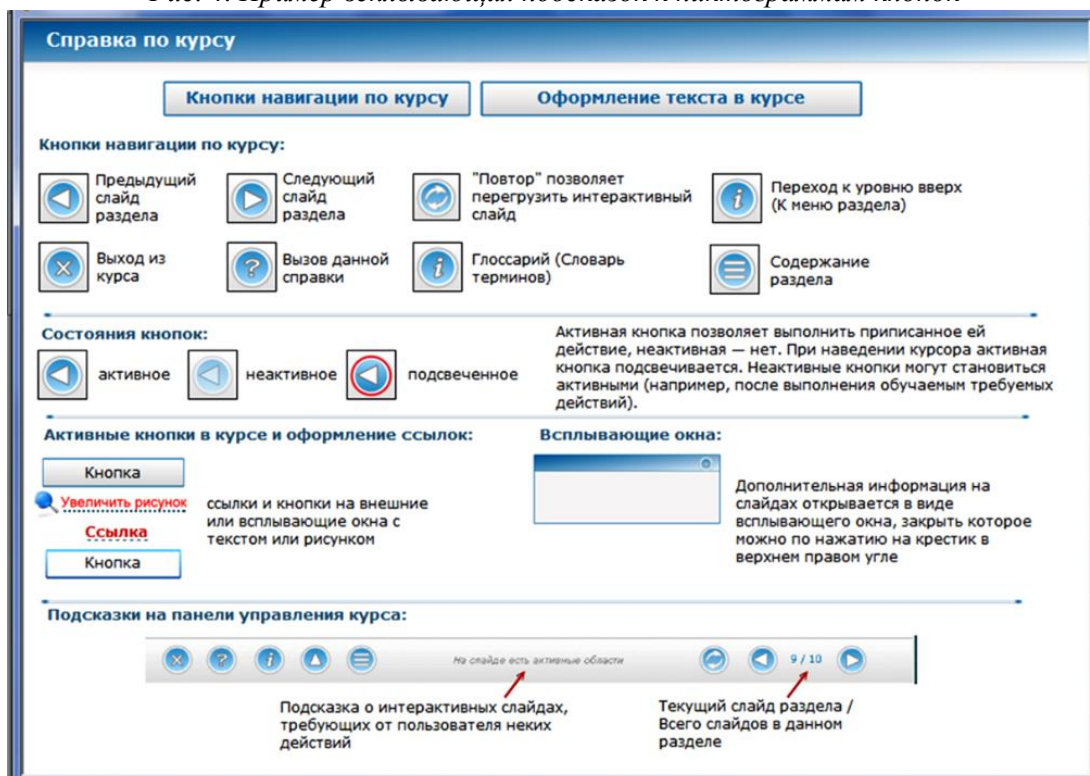 Рис. 4. Пример всплывающих подсказок к пиктограммам кнопок
Справка по курсу
Кнопки навигации по курсу
Оформление текста в курсе
Кнопки навигации по курсу:
Предыдущий
слайд
раздела
Следующий
слайд
раздела
"Повтор" позволяет
перегрузить интерактивный
слайд
Переход к уровню вверх
(К меню раздела)
Выход из
курса
Вызов данной
справки
Глоссарий (Словарь
терминов)
Содержание
раздела
Состояния кнопок:
активное
неактивное
подсвеченное
Активная кнопка позволяет выполнить приписанное ей
действие, неактивная — нет. При наведении курсора активная
кнопка подсвечивается. Неактивные кнопки могут становиться
активными (например, после выполнения обучаемым требуемых
действий).
Активные кнопки в курсе и оформление ссылок:
Кнопка
Увеличить рисунок
Ссылка
Кнопка
ссылки и кнопки на внешние
или всплывающие окна с
текстом или рисунком
Всплывающие окна:
Дополнительная информация на
слайдах открывается в виде
всплывающего окна, закрыть которое
можно по нажатию на крестик в
верхнем правом угле
Подсказки на панели управления курса:
На слайде есть активные области
9 / 10
Подсказка о интерактивных слайдах,
требующих от пользователя неких
действий
Текущий слайд раздела /
Всего слайдов в данном
разделе